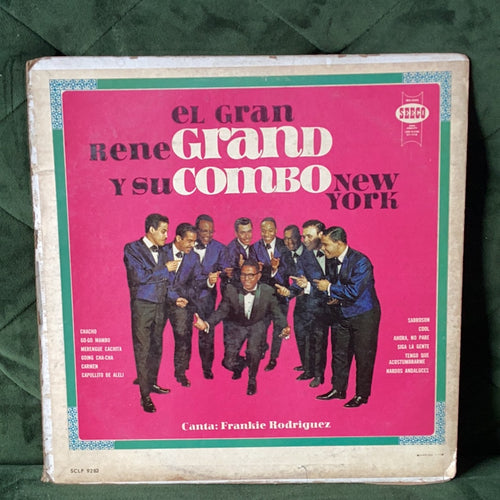 EL Gran
Rene GranD
Y SU COMBO New
York
SEECO
CHACHO
GO-GO MAMBO
MERENGUE CACHITA
GOING CHA-CHA
CARMEN
CAPULLITO DE ALELI
SABROSON
COOL
AHORA, NO PARE
SIGA LA GENTE
TENGO QUE
ACOSTUMBRARME
NARDOS ANDALUCES
Canta: Frankie Rodriguez
SCLP 9282